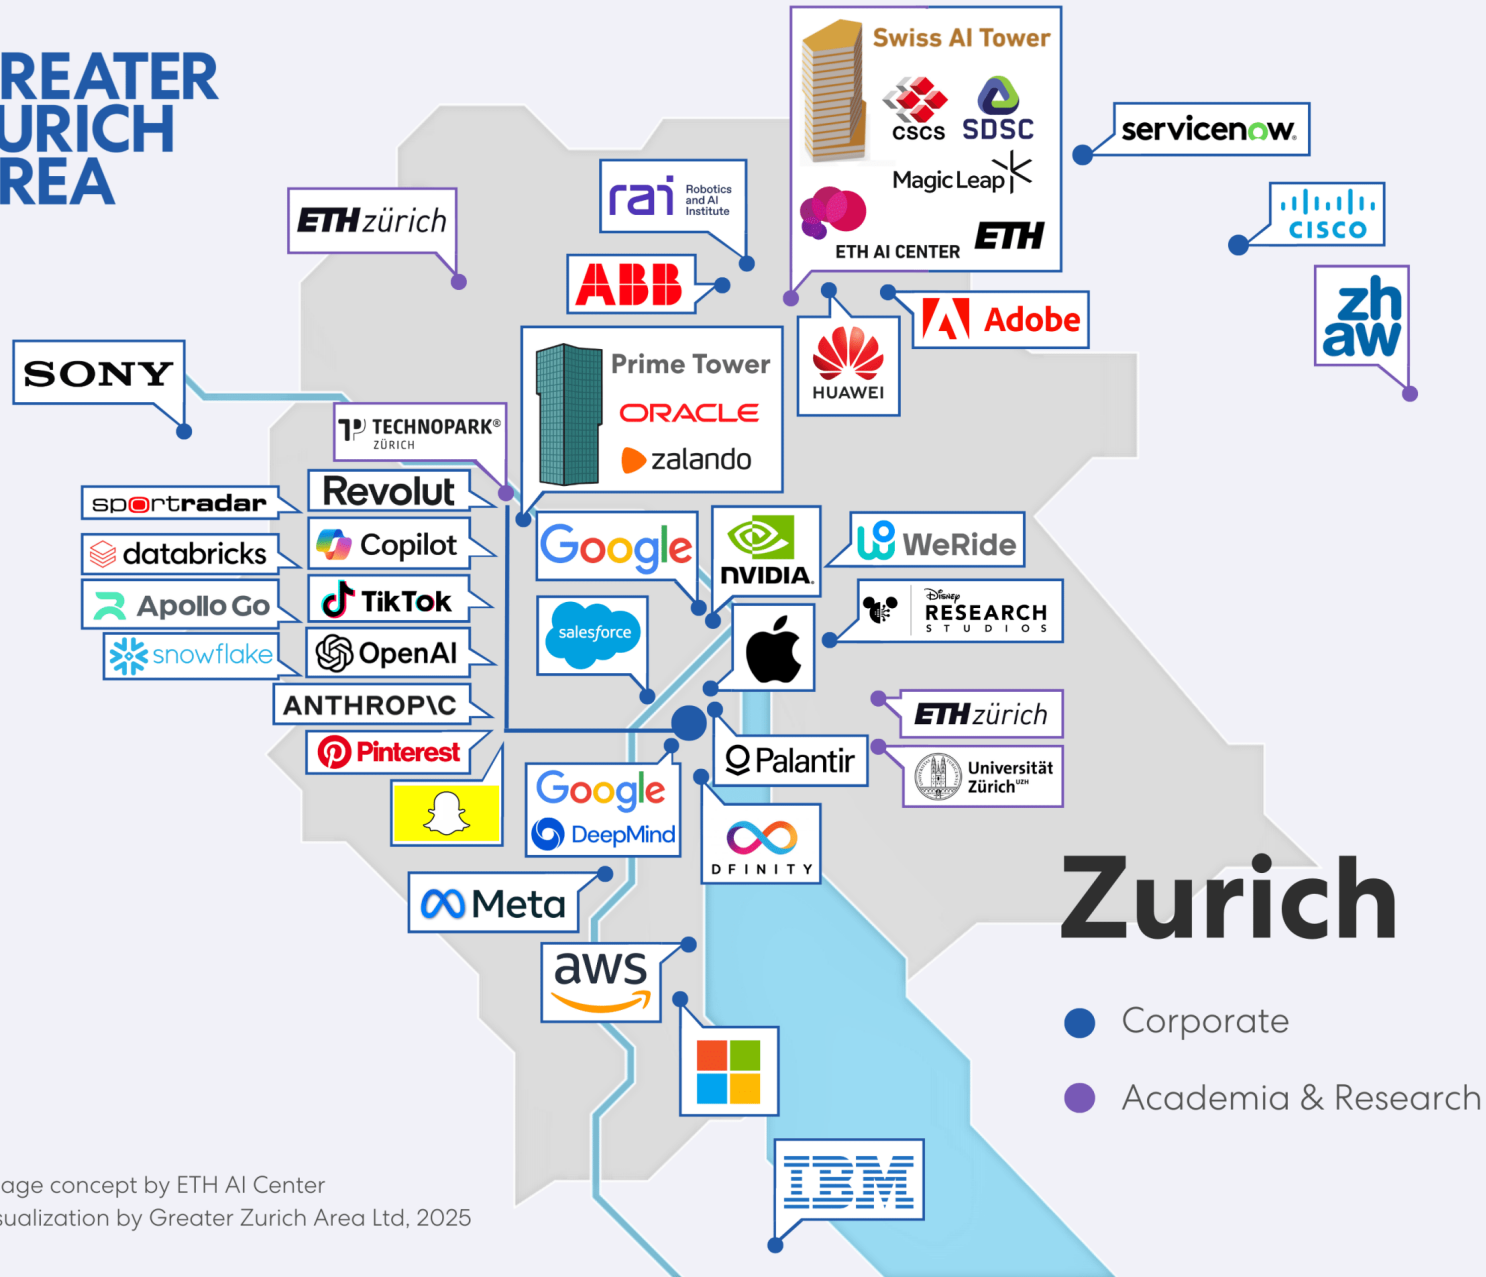 REATER
URICH
REA
Swiss AI Tower
CSCS
SDSC
Magic Leap
ETH AI CENTER
ETH
servicenow.
CISCO
zh
aw
rai Robotics
and AI
Institute
ETH zürich
ABB
HUAWEI
Adobe
SONY
Prime Tower
ORACLE
zalando
TECHNOPARK®
ZÜRICH
sportradar
Revolut
databricks
Copilot
Apollo Go
TikTok
snowflake
OpenAI
ANTHROP\C
Pinterest
Google
NVIDIA.
WeRide
Disney
RESEARCH
STUDIOS
salesforce
ETH zürich
Palantir
Universität
Zürich UZH
Google
DeepMind
DFINITY
Meta
aws
IBM
Zurich
Corporate
Academia & Research
age concept by ETH AI Center
sualization by Greater Zurich Area Ltd, 2025